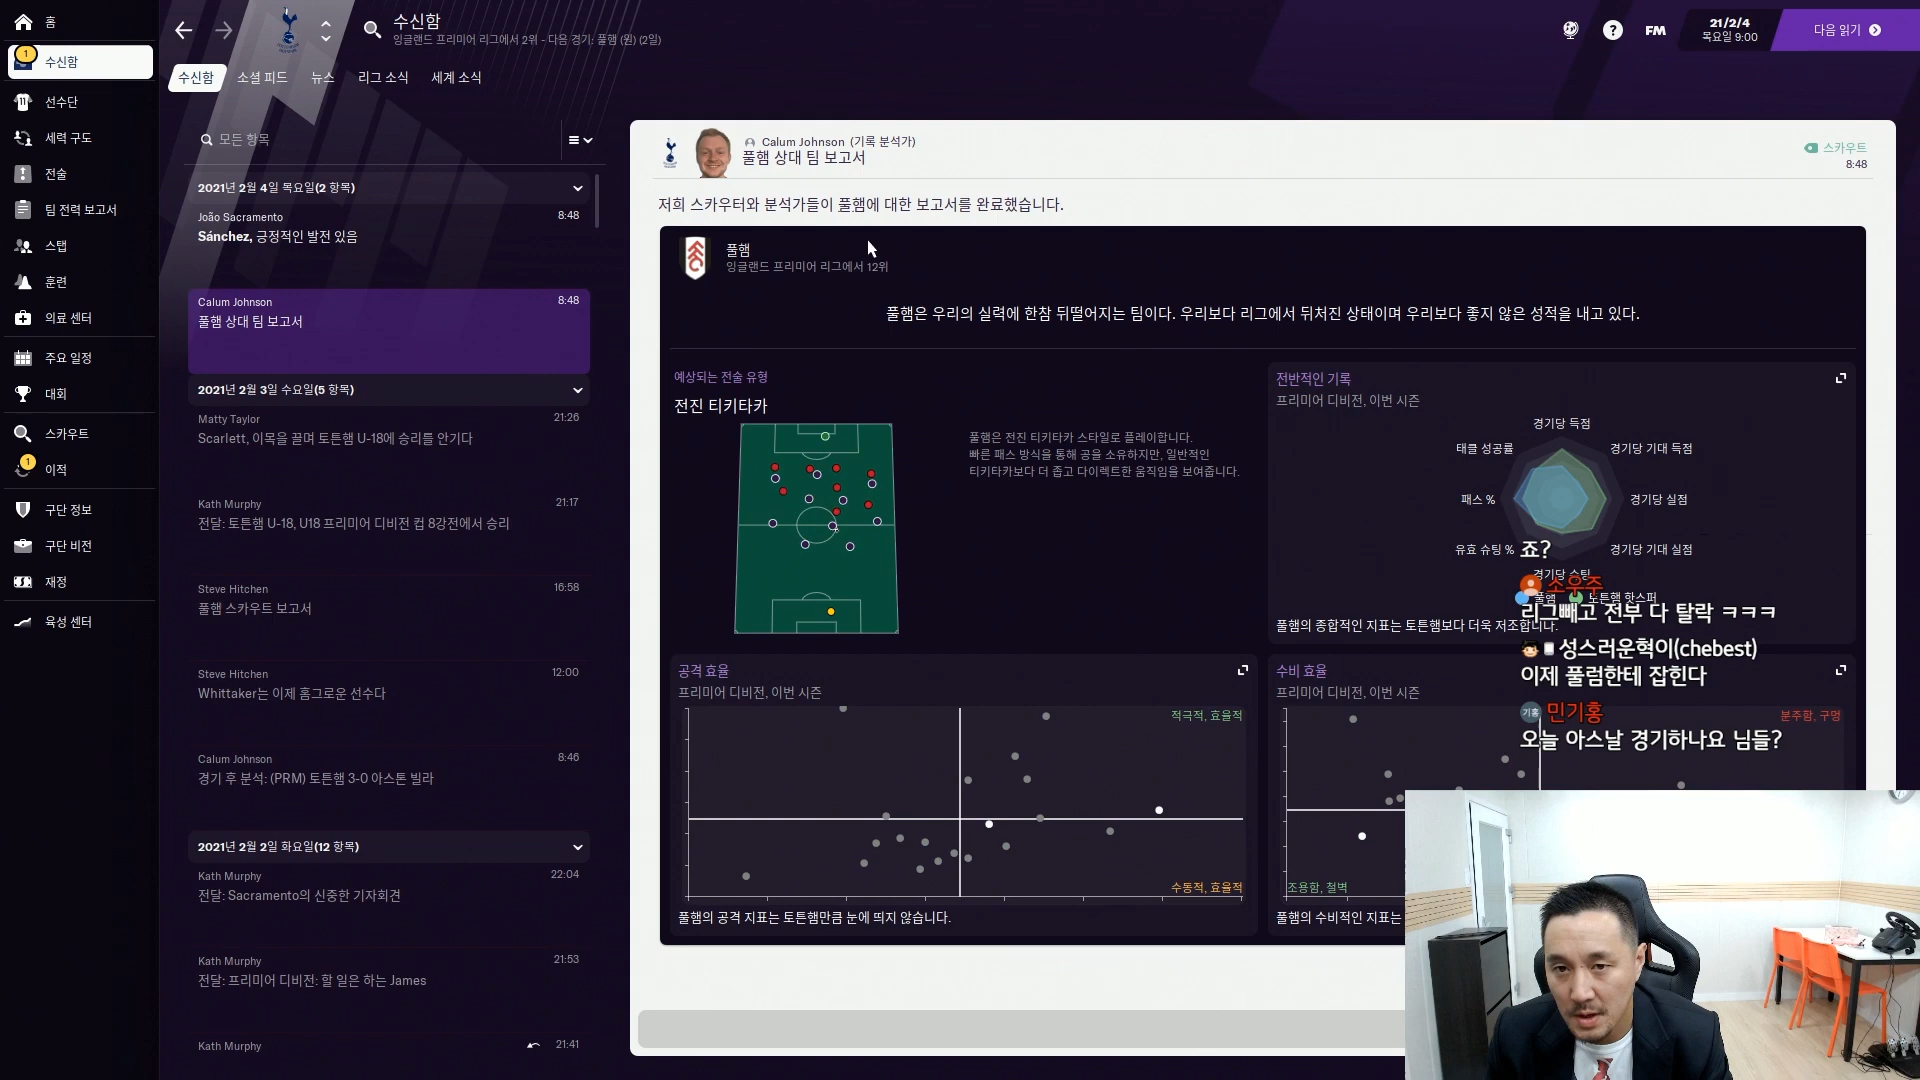 홈
수신함
잉글랜드 프리미어 리그에서 2위 - 다음 경기: 풀햄 (원) (2일)
FM
21/2/4
목요일 9:00
다음 읽기
1
수신함
선수단
세력 구도
전술
팀 전력 보고서
스탭
훈련
의료 센터
주요 일정
대회
스카우트
1
이적
구단 정보
구단 비전
재정
육성 센터
수신함
소셜 피드
뉴스
리그 소식
세계 소식
모든 항목
2021년 2월 4일 목요일(2 항목)
João Sacramento
8:48
Sánchez, 긍정적인 발전 있음
Calum Johnson
8:48
풀햄 상대 팀 보고서
2021년 2월 3일 수요일(5 항목)
Matty Taylor
21:26
Scarlett, 이목을 끌며 토튼햄 U-18에 승리를 안기다
Kath Murphy
21:17
전달: 토튼햄 U-18, U18 프리미어 디비전 컵 8강전에서 승리
Steve Hitchen
16:58
풀햄 스카우트 보고서
Steve Hitchen
12:00
Whittaker는 이제 홈그로운 선수다
Calum Johnson
8:46
경기 후 분석: (PRM) 토튼햄 3-0 아스톤 빌라
2021년 2월 2일 화요일(12 항목)
Kath Murphy
22:04
전달: Sacramento의 신중한 기자회견
Kath Murphy
21:53
전달: 프리미어 디비전: 할 일은 하는 James
Kath Murphy
21:41
Calum Johnson (기록 분석가)
풀햄 상대 팀 보고서
스카우트
8:48
저희 스카우터와 분석가들이 풀햄에 대한 보고서를 완료했습니다.
풀햄
잉글랜드 프리미어 리그에서 12위
풀햄은 우리의 실력에 한참 뒤떨어지는 팀이다. 우리보다 리그에서 뒤처진 상태이며 우리보다 좋지 않은 성적을 내고 있다.
예상되는 전술 유형
전진 티키타카
풀햄은 전진 티키타카 스타일로 플레이합니다.
빠른 패스 방식을 통해 공을 소유하지만, 일반적인
티키타카보다 더 좁고 다이렉트한 움직임을 보여줍니다.
전반적인 기록
프리미어 디비전, 이번 시즌
경기당 득점
태클 성공률
경기당 기대 득점
패스 %
경기당 실점
유효 슈팅 %
경기당 기대 실점
경기당 슈팅
풀햄
토튼햄 핫스퍼
풀햄의 종합적인 지표는 토튼햄보다 더욱 저조합니다.
죠?
소우주
리그빼고 전부 다 탈락 ㅋㅋㅋ
성스러운혁이(chebest)
이제 풀럼한테 잡힌다
기홍
민기홍
오늘 아스날 경기하나요 님들?
공격 효율
프리미어 디비전, 이번 시즌
적극적, 효율적
수동적, 효율적
풀햄의 공격 지표는 토튼햄만큼 눈에 띄지 않습니다.
수비 효율
프리미어 디비전, 이번 시즌
분주함, 구멍
조용함, 철벽
풀햄의 수비적인 지표는